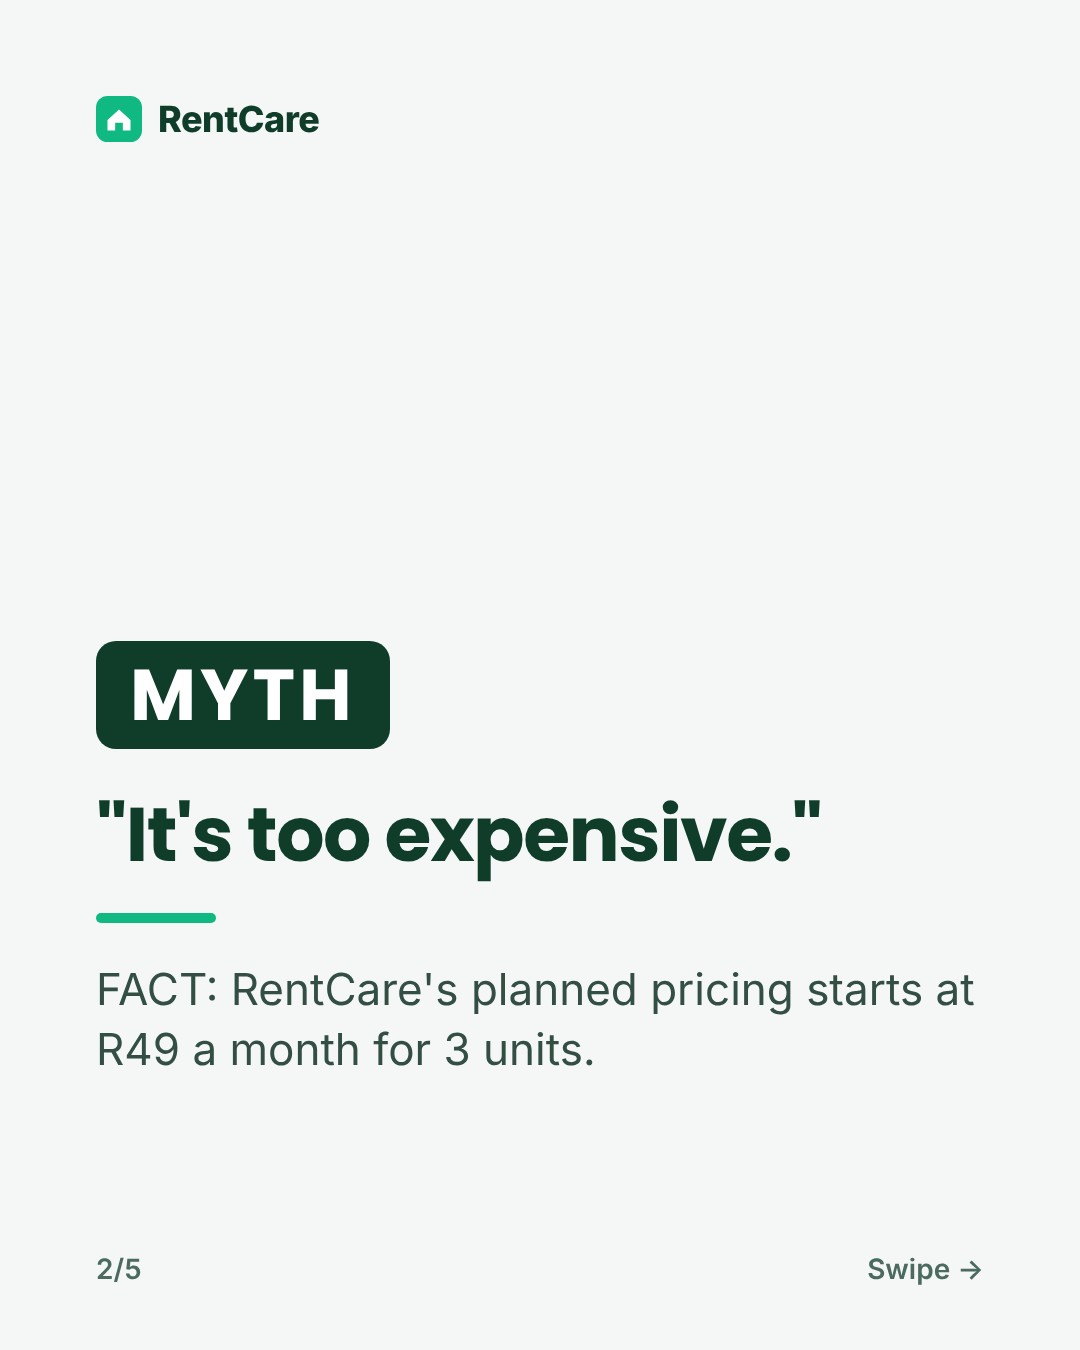 RentCare
MYTH
"It's too expensive."
FACT: RentCare's planned pricing starts at
R49 a month for 3 units.
2/5
Swipe →